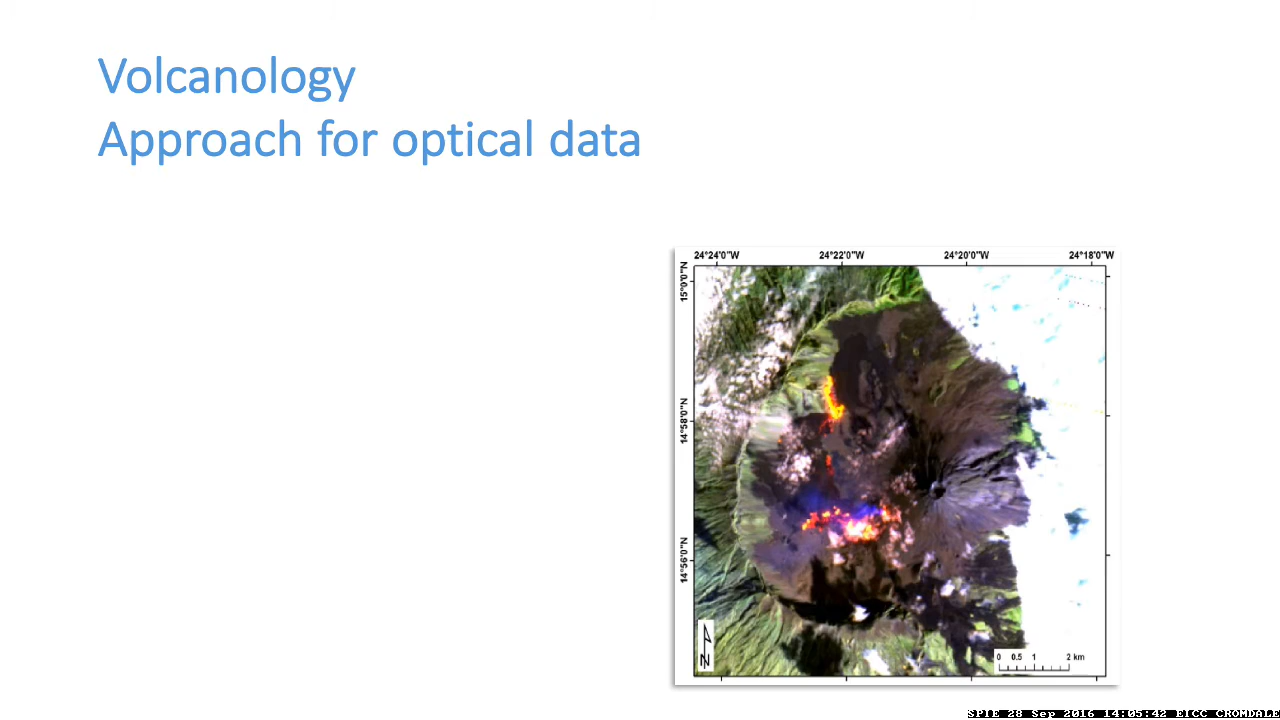 Volcanology
Approach for optical data
24°24'0"W 24°22'0"W 24°20'0"W 24°18'0"W
15°0'0"N
14°58'0"N
14°56'0"N
N
0 0.5 1 2 km
SPIE 28 Sep 2016 14:05:42 EICC CROMDALE